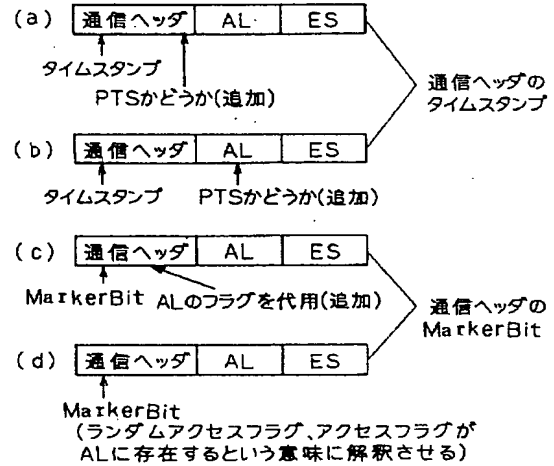 (a) 通信ヘッダ AL ES
タイムスタンプ
PTSかどうか(追加)
通信ヘッダの
タイムスタンプ
(b) 通信ヘッダ AL ES
タイムスタンプ PTSかどうか(追加)
(c) 通信ヘッダ AL ES
MarkerBit ALのフラグを代用(追加)
通信ヘッダの
MarkerBit
(d) 通信ヘッダ AL ES
MarkerBit
(ランダムアクセスフラグ、アクセスフラグが
ALに存在するという意味に解釈させる)